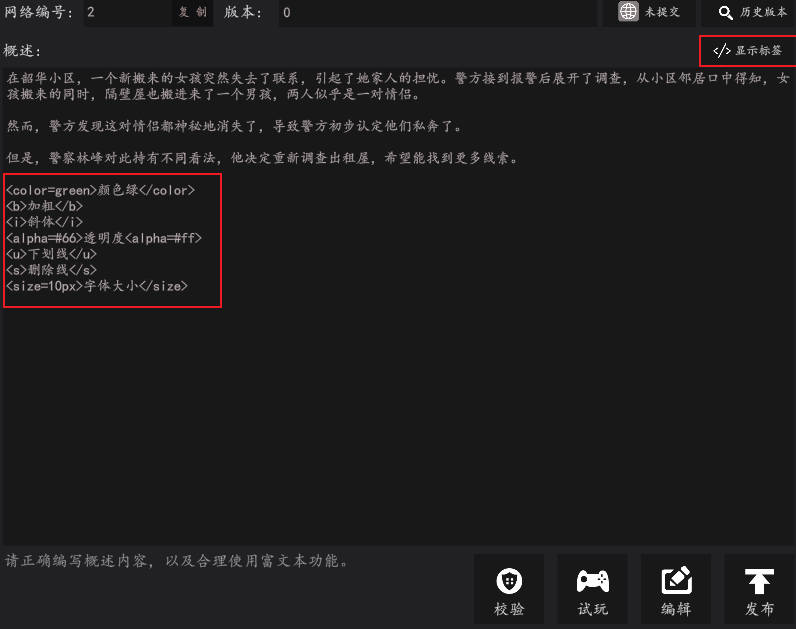 网络编号： 2 复制 版本： 0 未提交 历史版本
概述： </> 显示标签
在韶华小区，一个新搬来的女孩突然失去了联系，引起了她家人的担忧。警方接到报警后展开了调查，从小区邻居口中得知，女
孩搬来的同时，隔壁屋也搬进来了一个男孩，两人似乎是一对情侣。
然而，警方发现这对情侣都神秘地消失了，导致警方初步认定他们私奔了。
但是，警察林峰对此持有不同看法，他决定重新调查出租屋，希望能找到更多线索。
<color=green>颜色绿</color>
<b>加粗</b>
<i>斜体</i>
<alpha=#66>透明度<alpha=#ff>
<u>下划线</u>
<s>删除线</s>
<size=10px>字体大小</size>
请正确编写概述内容，以及合理使用富文本功能。
校验 试玩 编辑 发布